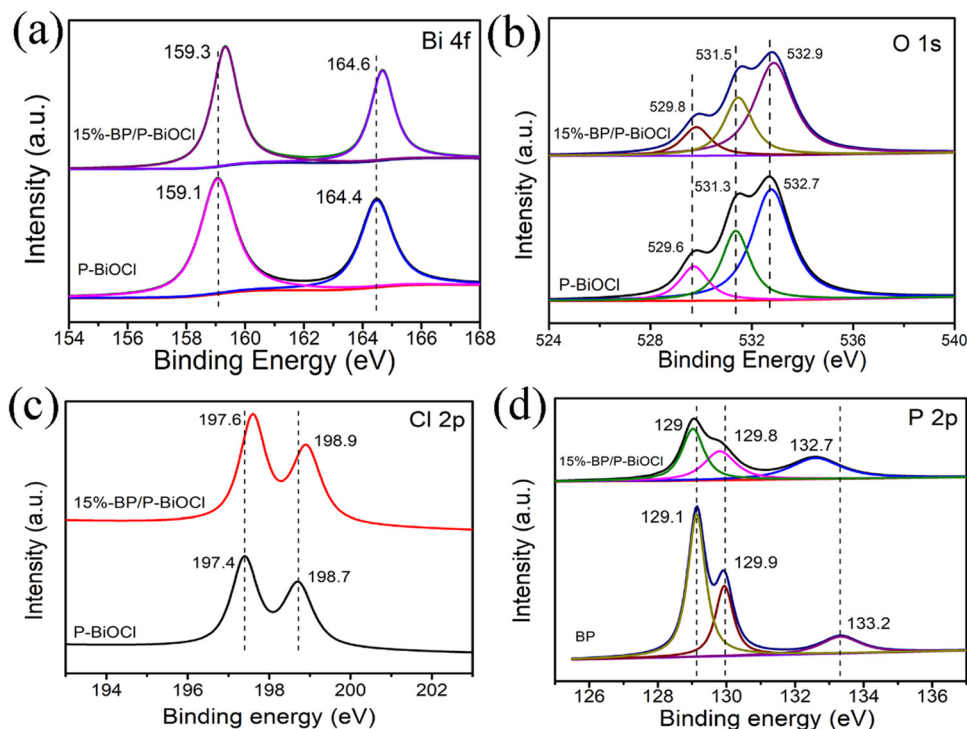 (a)
Bi 4f
159.3
164.6
15%-BP/P-BiOCl
159.1
164.4
P-BiOCl
Intensity (a.u.)
154 156 158 160 162 164 166 168
Binding Energy (eV)
(b)
O 1s
531.5
532.9
529.8
15%-BP/P-BiOCl
531.3
532.7
529.6
P-BiOCl
Intensity (a.u.)
524 526 528 530 532 534 536 538 540
Binding Energy (eV)
(c)
Cl 2p
197.6
198.9
15%-BP/P-BiOCl
197.4
198.7
P-BiOCl
Intensity (a.u.)
194 196 198 200 202
Binding energy (eV)
(d)
P 2p
129
129.8
132.7
15%-BP/P-BiOCl
129.1
129.9
133.2
BP
Intensity (a.u.)
126 128 130 132 134 136
Binding energy (eV)